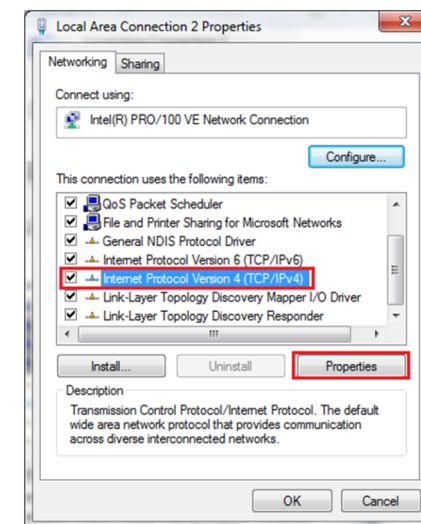 Local Area Connection 2 Properties
Networking Sharing
Connect using:
Intel(R) PRO/100 VE Network Connection
Configure...
This connection uses the following items:
QoS Packet Scheduler
File and Printer Sharing for Microsoft Networks
General NDIS Protocol Driver
Internet Protocol Version 6 (TCP/IPv6)
Internet Protocol Version 4 (TCP/IPv4)
Link-Layer Topology Discovery Mapper I/O Driver
Link-Layer Topology Discovery Responder
Install... Uninstall Properties
Description
Transmission Control Protocol/Internet Protocol. The default
wide area network protocol that provides communication
across diverse interconnected networks.
OK Cancel